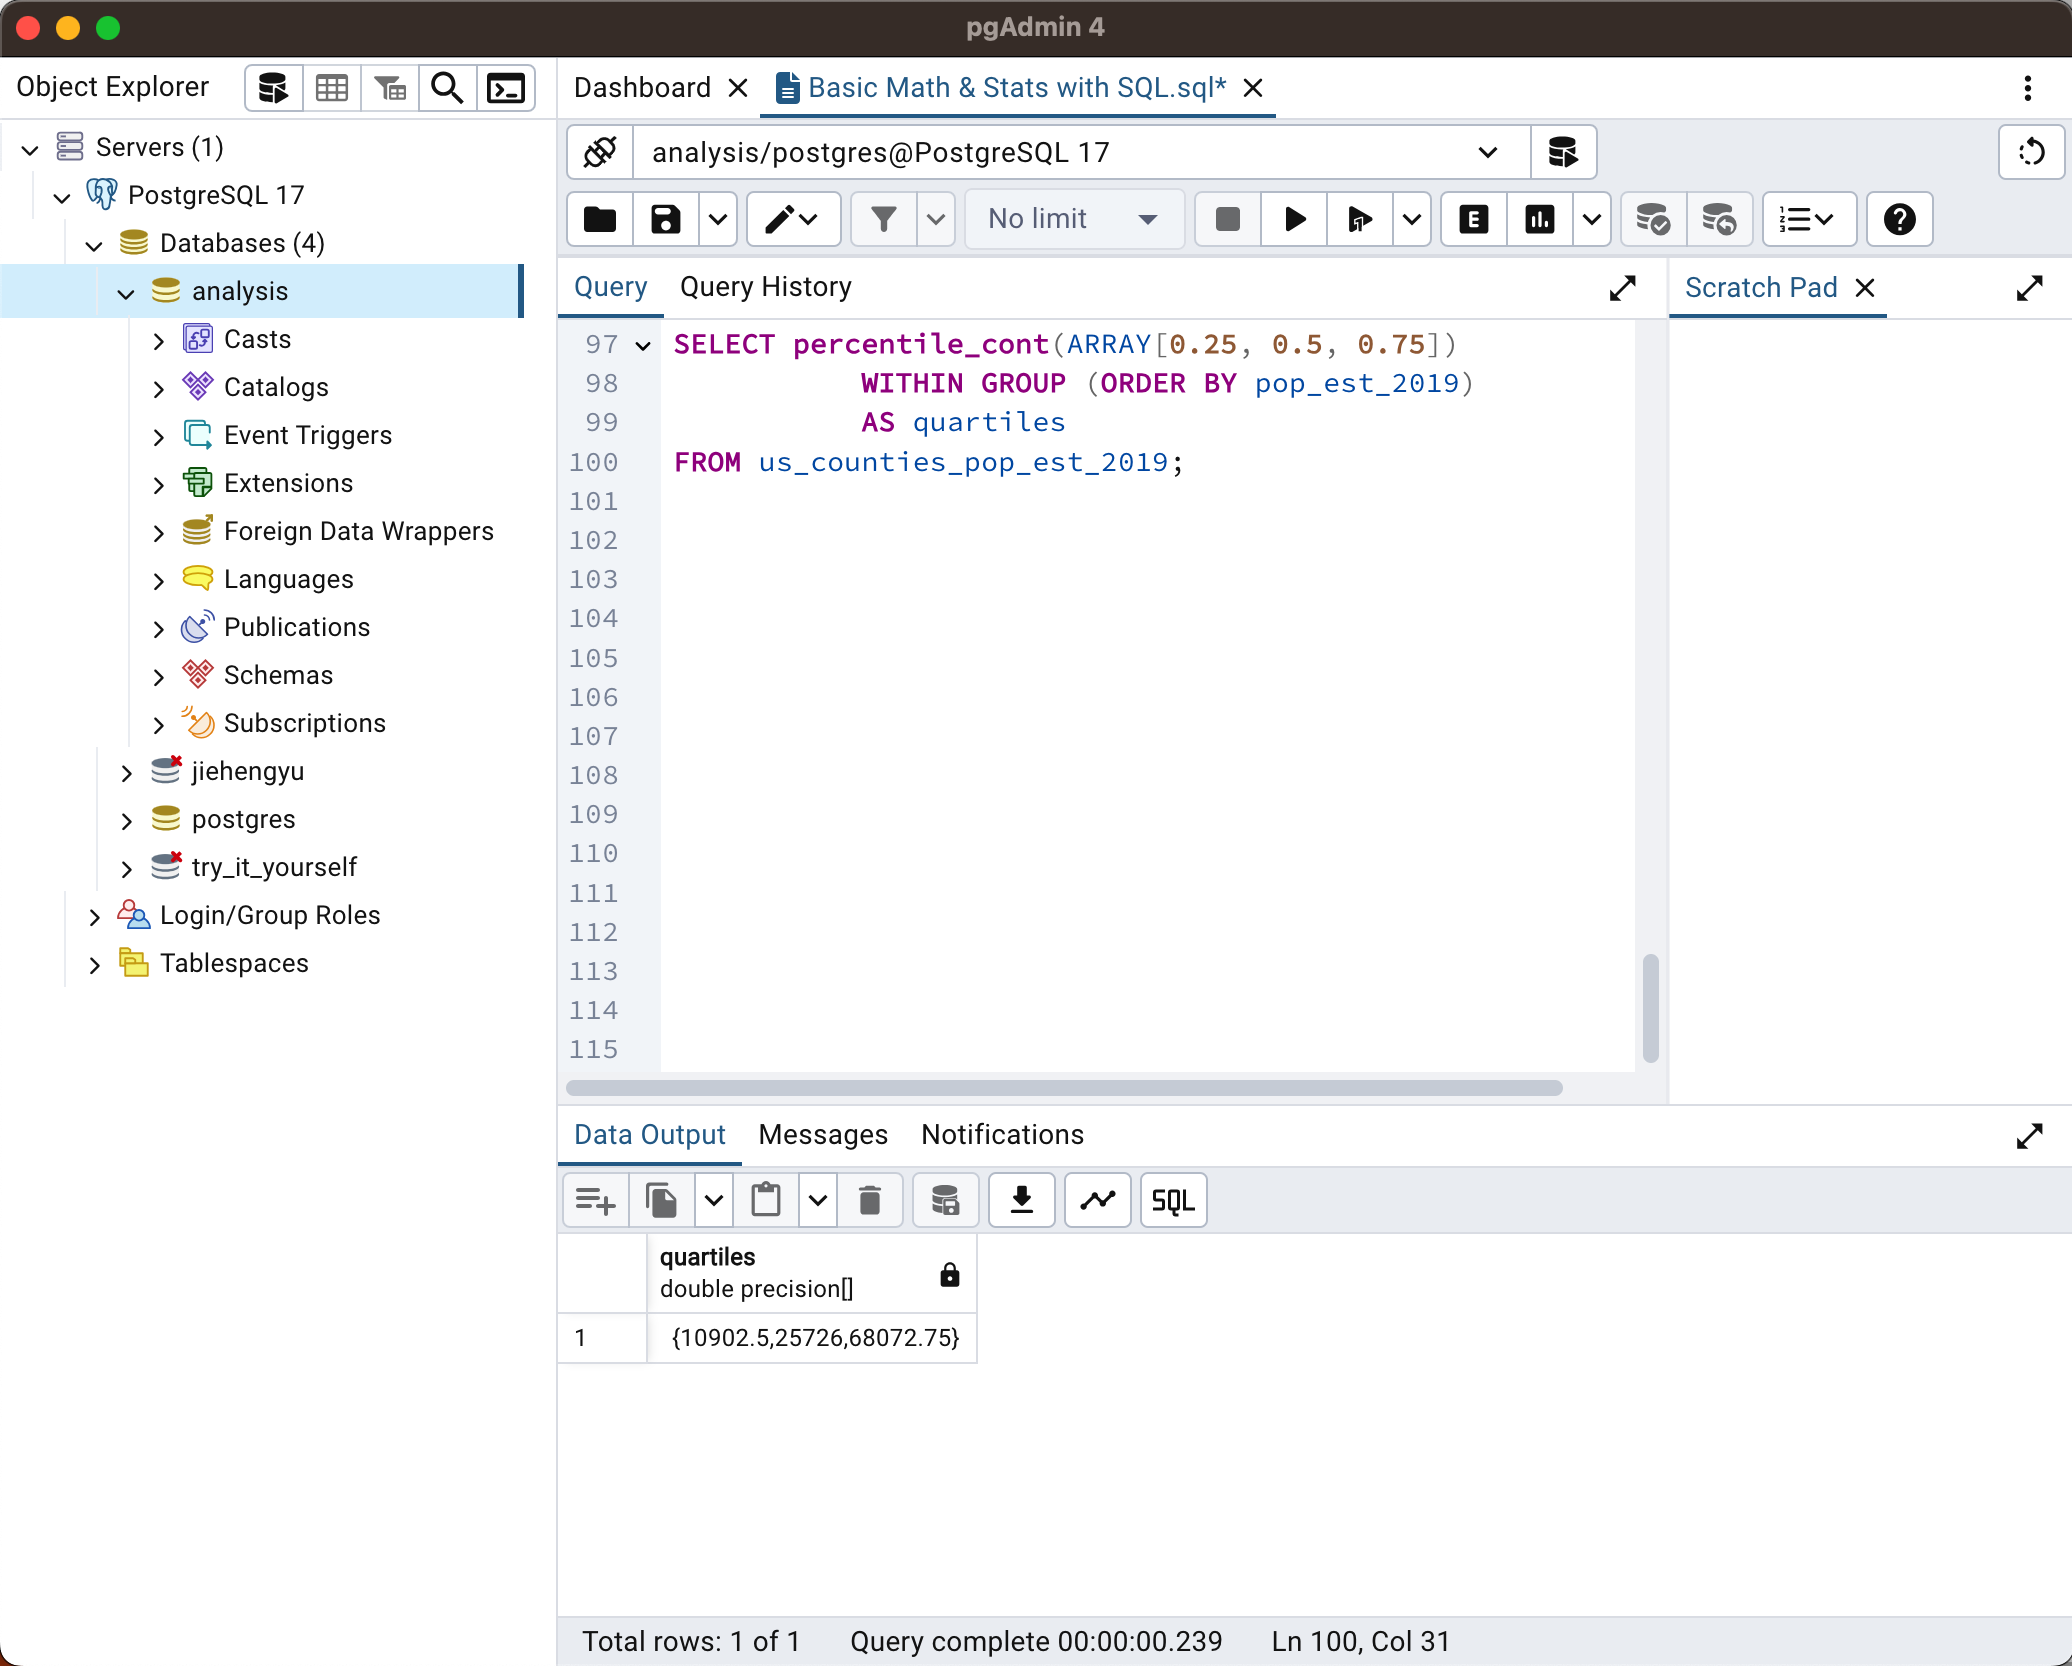 pgAdmin 4
Object Explorer
Servers (1)
PostgreSQL 17
Databases (4)
analysis
Casts
Catalogs
Event Triggers
Extensions
Foreign Data Wrappers
Languages
Publications
Schemas
Subscriptions
jiehengyu
postgres
try_it_yourself
Login/Group Roles
Tablespaces
Dashboard
Basic Math & Stats with SQL.sql*
analysis/postgres@PostgreSQL 17
No limit
E
Query
Query History
Scratch Pad
97 SELECT percentile_cont(ARRAY[0.25, 0.5, 0.75])
98 WITHIN GROUP (ORDER BY pop_est_2019)
99 AS quartiles
100 FROM us_counties_pop_est_2019;
101
102
103
104
105
106
107
108
109
110
111
112
113
114
115
Data Output
Messages
Notifications
SQL
quartiles
double precision[]
1 {10902.5,25726,68072.75}
Total rows: 1 of 1
Query complete 00:00:00.239
Ln 100, Col 31